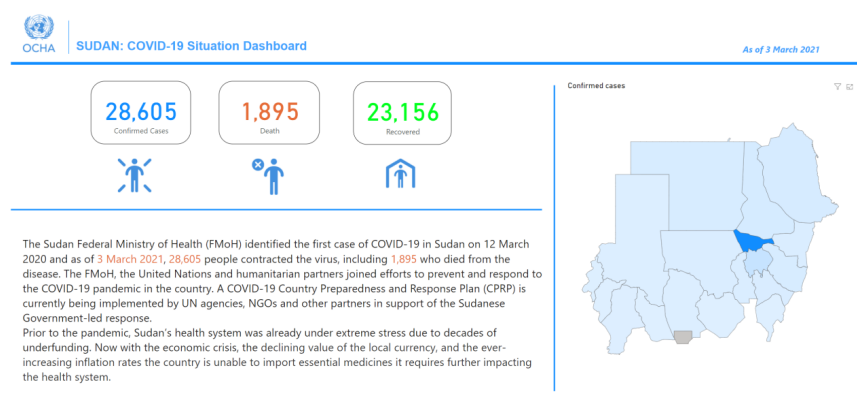 OCHA
SUDAN: COVID-19 Situation Dashboard
As of 3 March 2021
28,605
Confirmed Cases
1,895
Death
23,156
Recovered
Confirmed cases
The Sudan Federal Ministry of Health (FMoH) identified the first case of COVID-19 in Sudan on 12 March
2020 and as of 3 March 2021, 28,605 people contracted the virus, including 1,895 who died from the
disease. The FMoH, the United Nations and humanitarian partners joined efforts to prevent and respond to
the COVID-19 pandemic in the country. A COVID-19 Country Preparedness and Response Plan (CPRP) is
currently being implemented by UN agencies, NGOs and other partners in support of the Sudanese
Government-led response.
Prior to the pandemic, Sudan's health system was already under extreme stress due to decades of
underfunding. Now with the economic crisis, the declining value of the local currency, and the ever-
increasing inflation rates the country is unable to import essential medicines it requires further impacting
the health system.